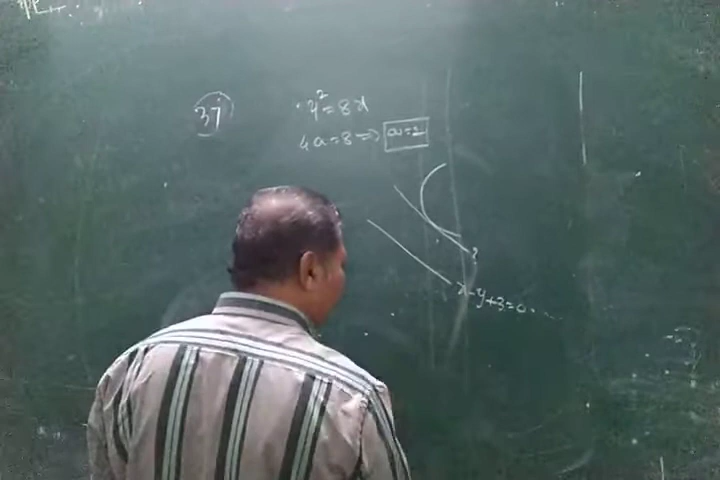 37
y² = 8x
4a = 8 ⇒ a = 2
?
x - y + 3 = 0